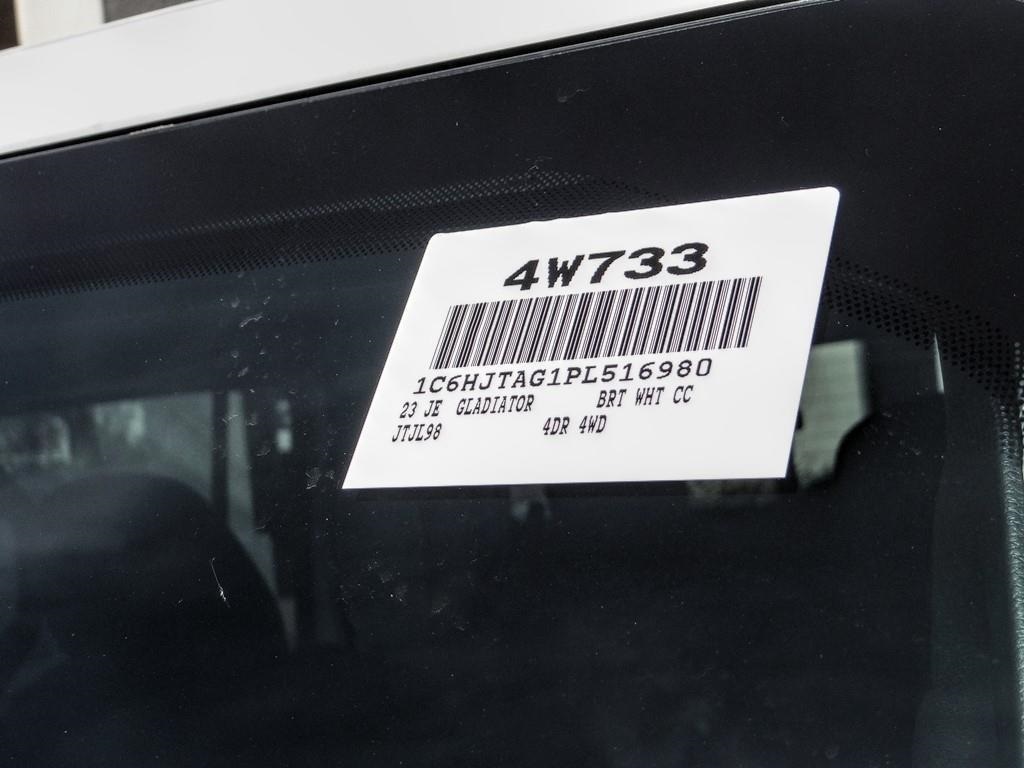 4W733
1C6HJTAG1PL516980
23 JE GLADIATOR BRT WHT CC
JTJL98 4DR 4WD